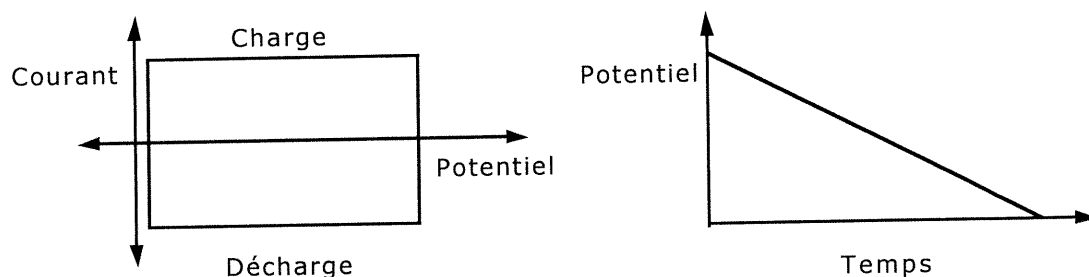 Charge
Courant
Potentiel
Décharge
Potentiel
Temps